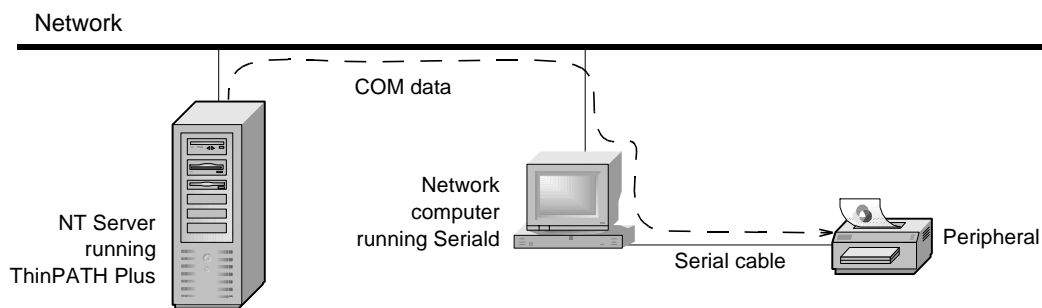 Network
COM data
NT Server
running
ThinPATH Plus
Network
computer
running Seriald
Serial cable
Peripheral